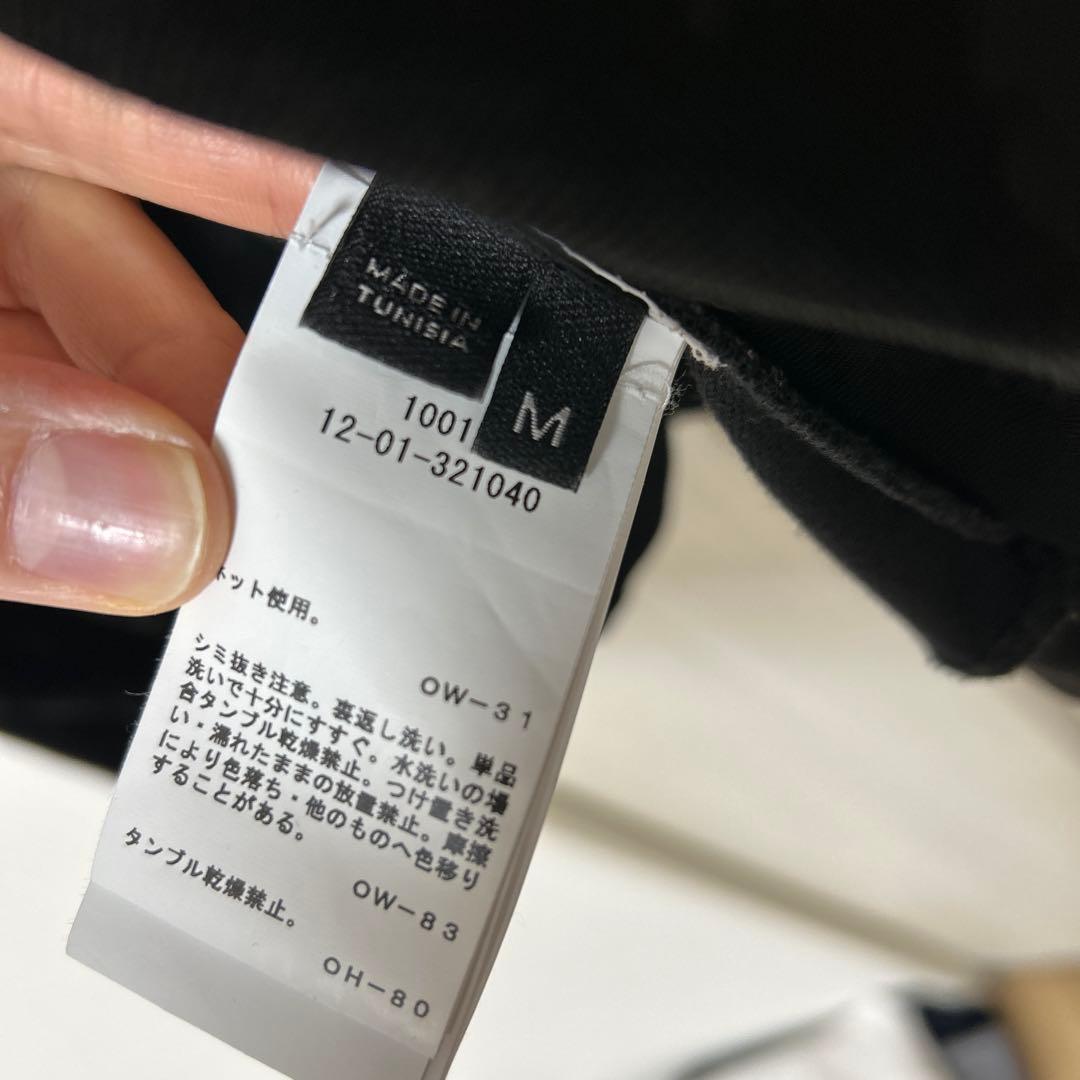 MADE IN
TUNISIA
M
1001
12-01-321040
ネット使用。
OW-31
シミ抜き注意。裏返し洗い。単品
洗いで十分にすすぐ。水洗いの場
合タンブル乾燥禁止。つけ置き洗
い・濡れたままの放置禁止。摩擦
により色落ち・他のものへ色移り
することがある。
OW-83
タンブル乾燥禁止。
OH-80